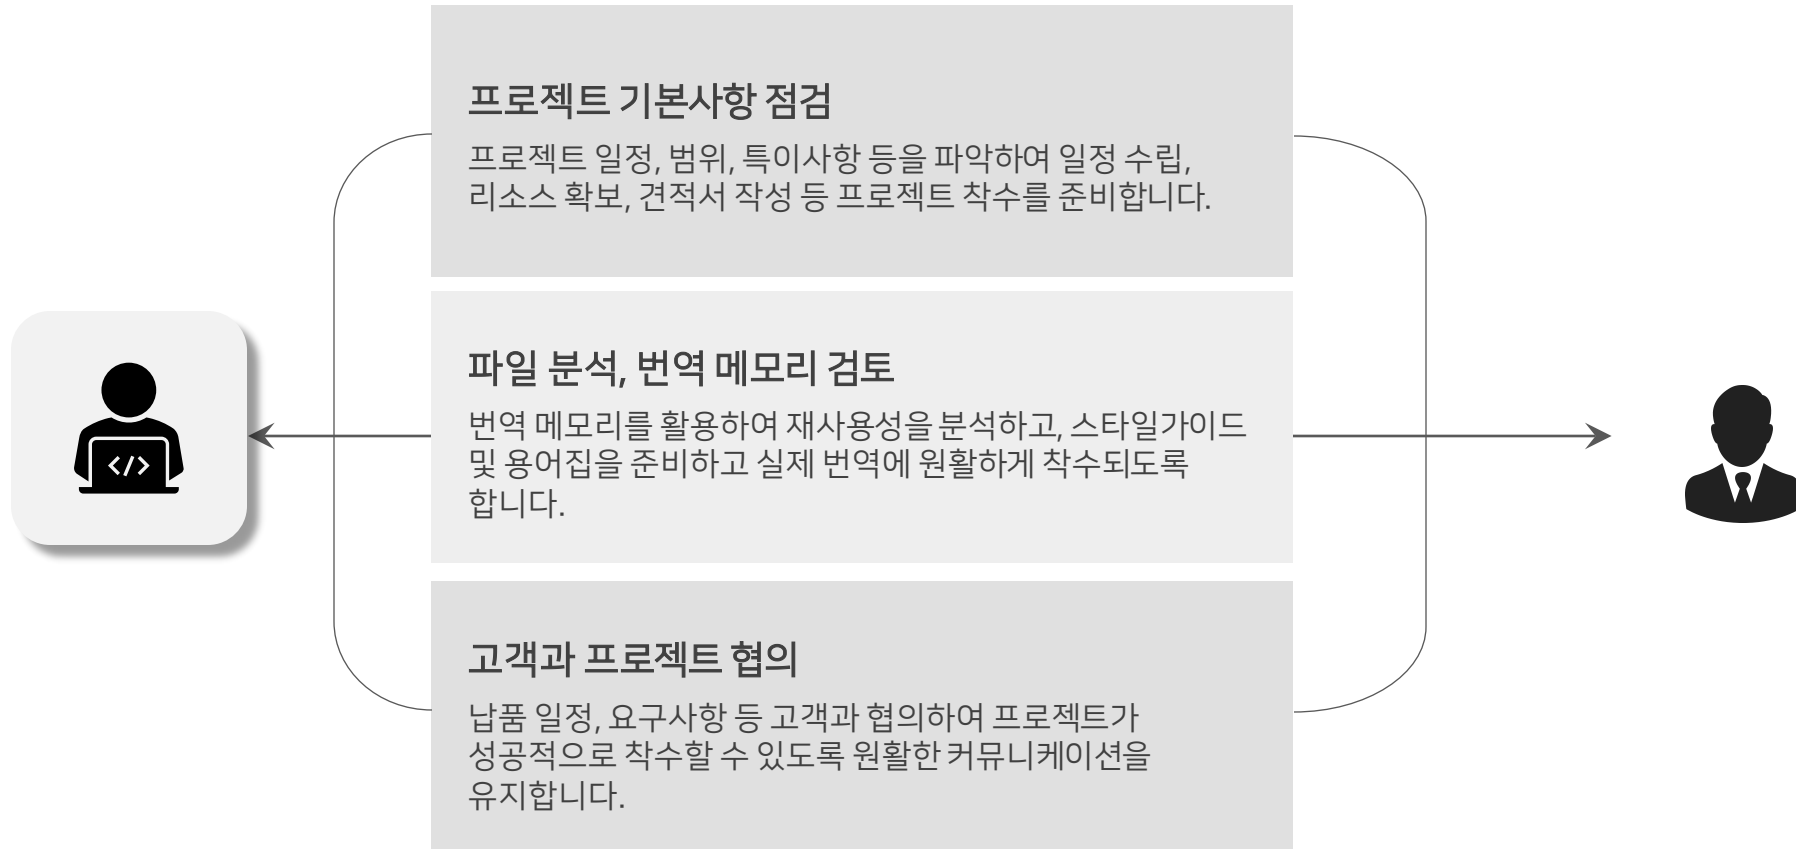 프로젝트 기본사항 점검
프로젝트 일정, 범위, 특이사항 등을 파악하여 일정 수립,
리소스 확보, 견적서 작성 등 프로젝트 착수를 준비합니다.
파일 분석, 번역 메모리 검토
번역 메모리를 활용하여 재사용성을 분석하고, 스타일가이드
및 용어집을 준비하고 실제 번역에 원활하게 착수되도록
합니다.
고객과 프로젝트 협의
납품 일정, 요구사항 등 고객과 협의하여 프로젝트가
성공적으로 착수할 수 있도록 원활한 커뮤니케이션을
유지합니다.